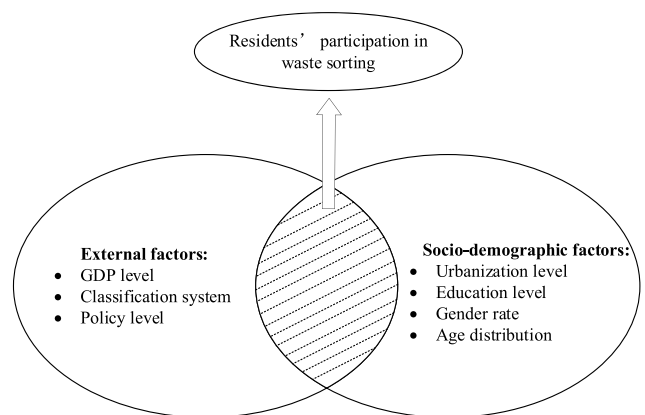 Residents’ participation in
waste sorting
External factors:
• GDP level
• Classification system
• Policy level
Socio-demographic factors:
• Urbanization level
• Education level
• Gender rate
• Age distribution